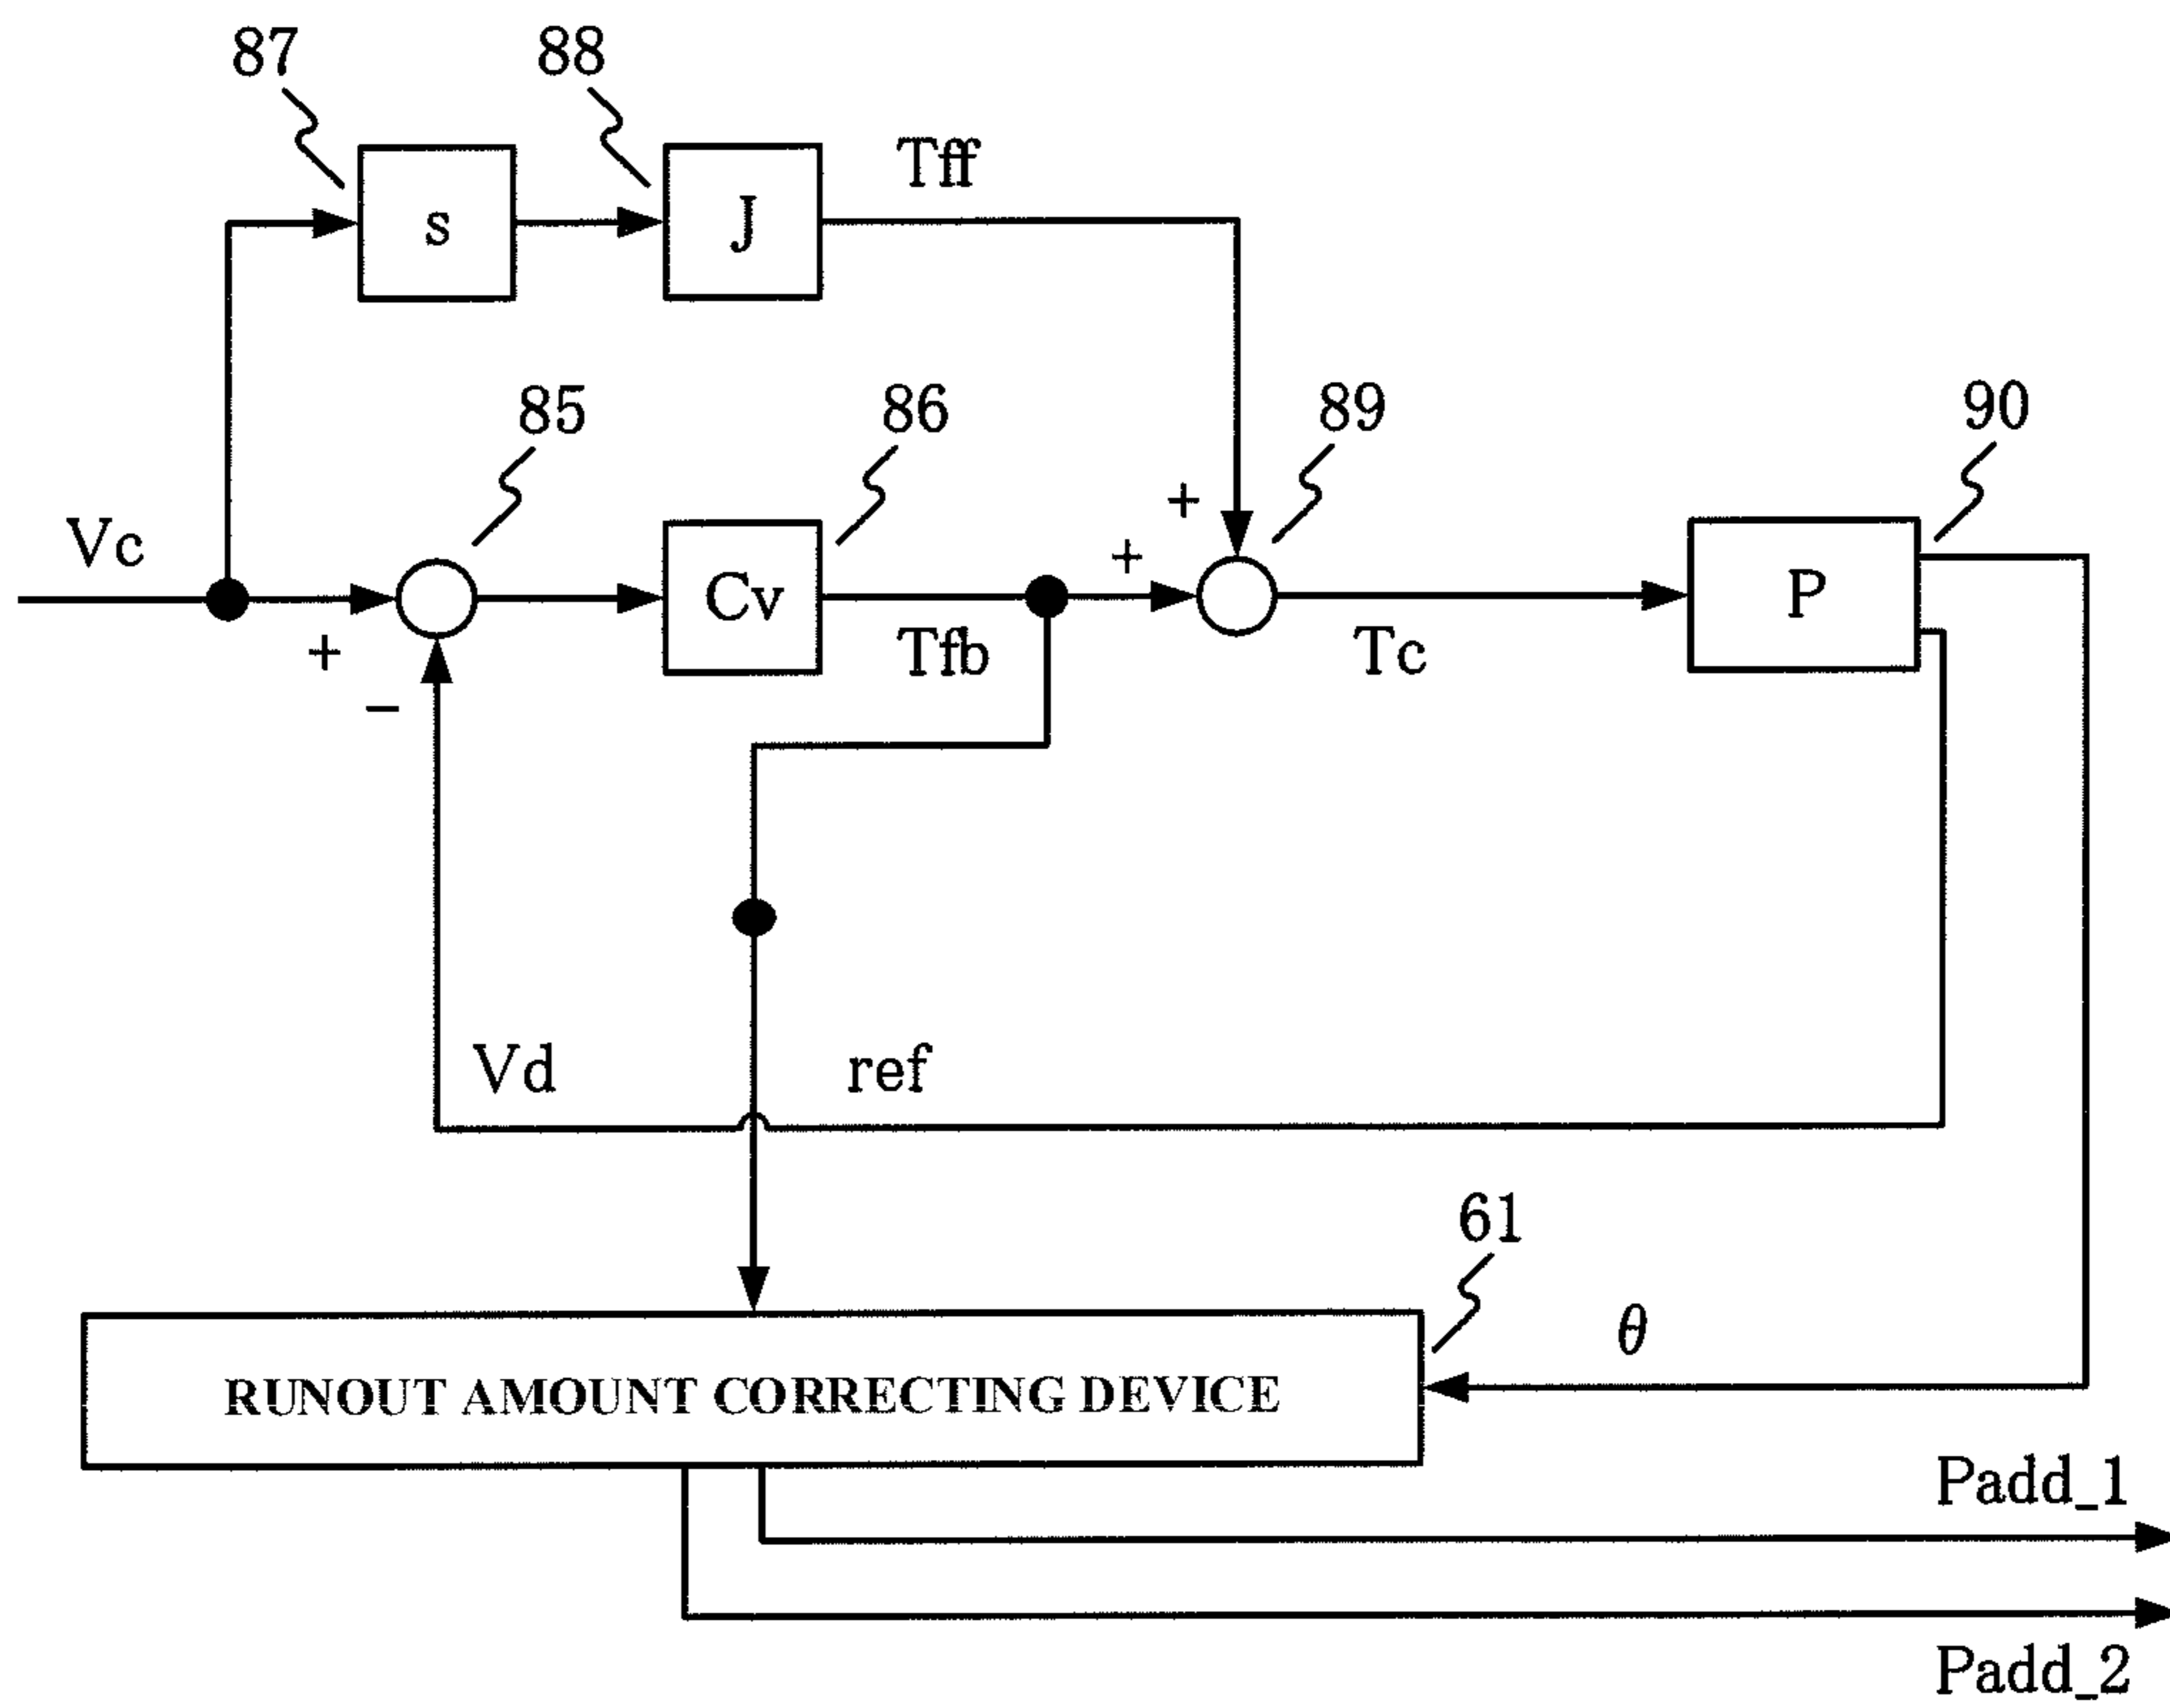 87
88
Tff
s
J
85
86
89
90
Vc
+
+
Cv
P
+
Tfb
Tc
−
Vd
ref
61
θ
RUNOUT AMOUNT CORRECTING DEVICE
Padd_1
Padd_2